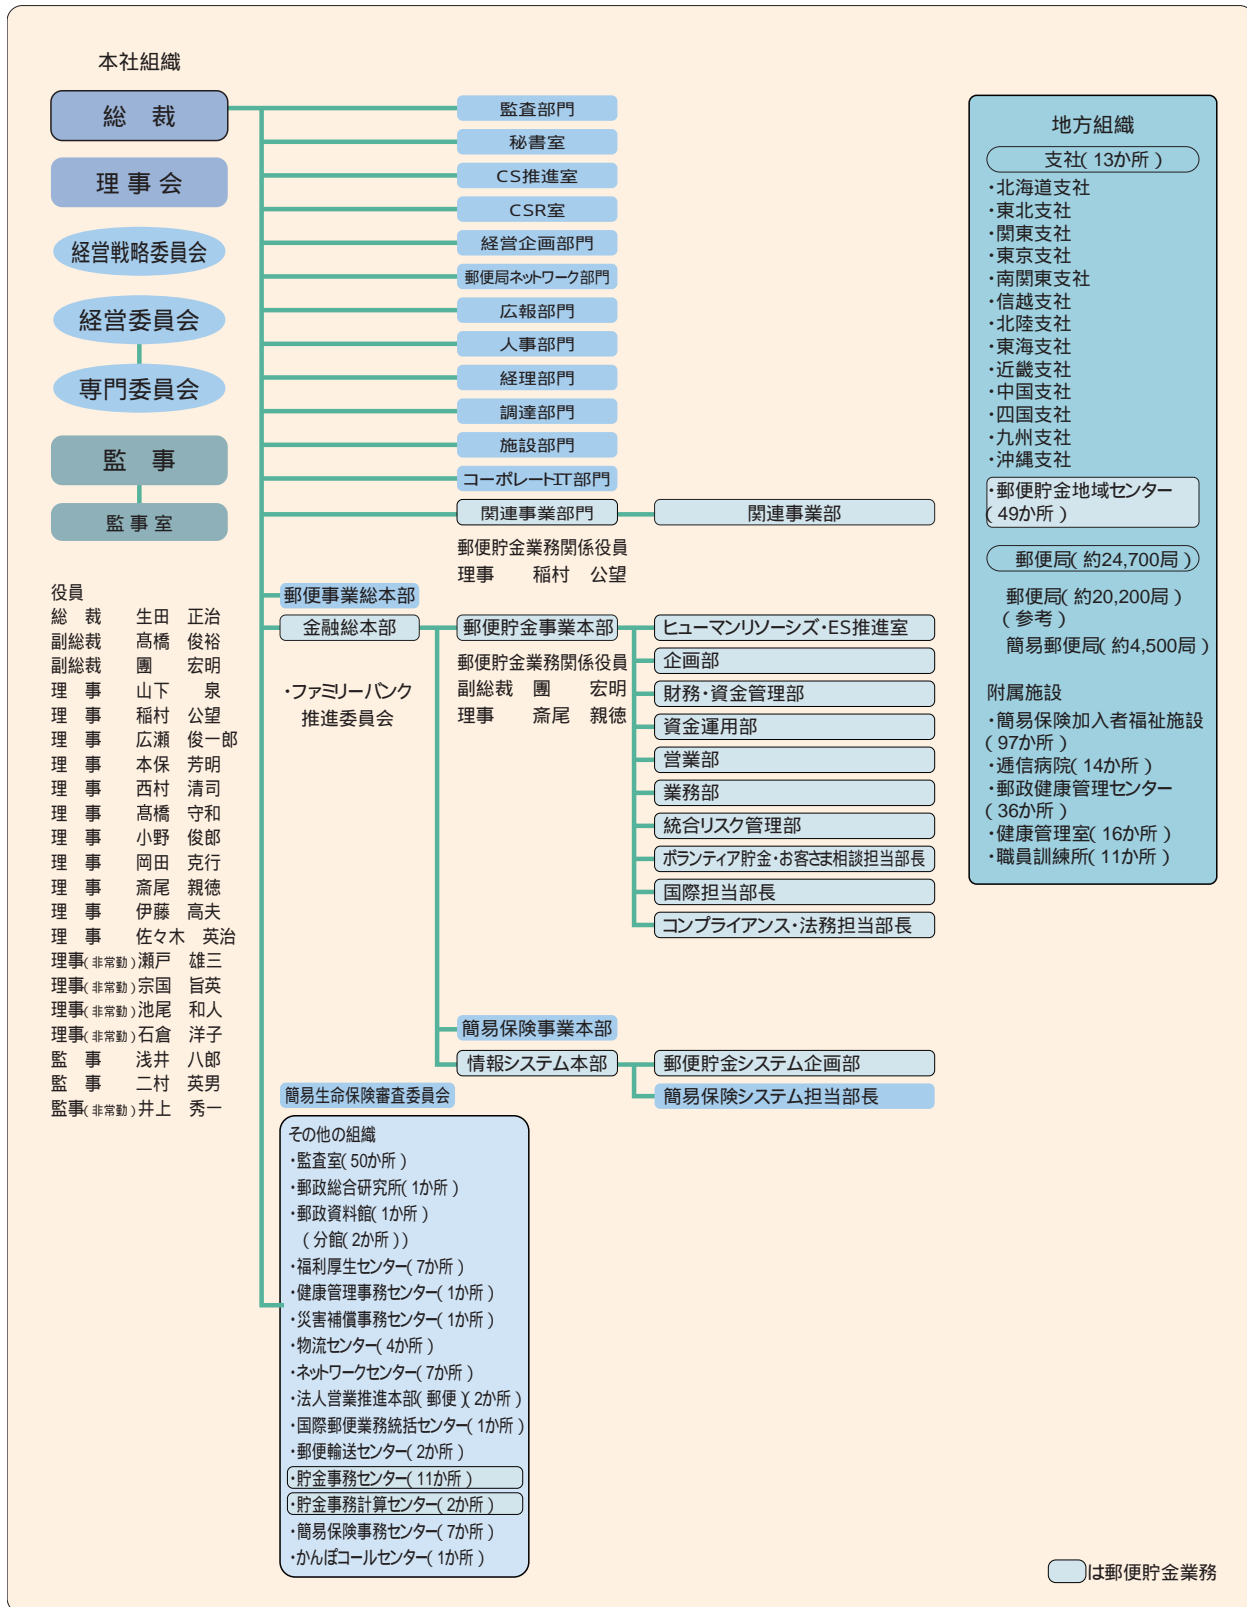 本社組織
総 裁
理 事 会
経営戦略委員会
経営委員会
専門委員会
監 事
監 事 室
役員
総 裁 生田 正治
副総裁 髙橋 俊裕
副総裁 團 宏明
理 事 山下 泉
理 事 稲村 公望
理 事 広瀬 俊一郎
理 事 本保 芳明
理 事 西村 清司
理 事 髙橋 守和
理 事 小野 俊郎
理 事 岡田 克行
理 事 斎尾 親徳
理 事 伊藤 高夫
理 事 佐々木 英治
理事(非常勤)瀬戸 雄三
理事(非常勤)宗国 旨英
理事(非常勤)池尾 和人
理事(非常勤)石倉 洋子
監 事 浅井 八郎
監 事 二村 英男
監事(非常勤)井上 秀一
監査部門
秘書室
CS推進室
CSR室
経営企画部門
郵便局ネットワーク部門
広報部門
人事部門
経理部門
調達部門
施設部門
コーポレートIT部門
関連事業部門
関連事業部
郵便貯金業務関係役員
理事 稲村 公望
郵便事業総本部
金融総本部
・ファミリーバンク
推進委員会
郵便貯金事業本部
郵便貯金業務関係役員
副総裁 團 宏明
理事 斎尾 親徳
ヒューマンリソーシズ・ES推進室
企画部
財務・資金管理部
資金運用部
営業部
業務部
統合リスク管理部
ボランティア貯金・お客さま相談担当部長
国際担当部長
コンプライアンス・法務担当部長
簡易保険事業本部
情報システム本部
郵便貯金システム企画部
簡易保険システム担当部長
簡易生命保険審査委員会
その他の組織
・監査室(50か所)
・郵政総合研究所(1か所)
・郵政資料館(1か所)
(分館(2か所))
・福利厚生センター(7か所)
・健康管理事務センター(1か所)
・災害補償事務センター(1か所)
・物流センター(4か所)
・ネットワークセンター(7か所)
・法人営業推進本部(郵便)(2か所)
・国際郵便業務統括センター(1か所)
・郵便輸送センター(2か所)
・貯金事務センター(11か所)
・貯金事務計算センター(2か所)
・簡易保険事務センター(7か所)
・かんぽコールセンター(1か所)
地方組織
支社(13か所)
・北海道支社
・東北支社
・関東支社
・東京支社
・南関東支社
・信越支社
・北陸支社
・東海支社
・近畿支社
・中国支社
・四国支社
・九州支社
・沖縄支社
・郵便貯金地域センター
(49か所)
郵便局(約24,700局)
郵便局(約20,200局)
(参考)
簡易郵便局(約4,500局)
附属施設
・簡易保険加入者福祉施設
(97か所)
・逓信病院(14か所)
・郵政健康管理センター
(36か所)
・健康管理室(16か所)
・職員訓練所(11か所)
は郵便貯金業務